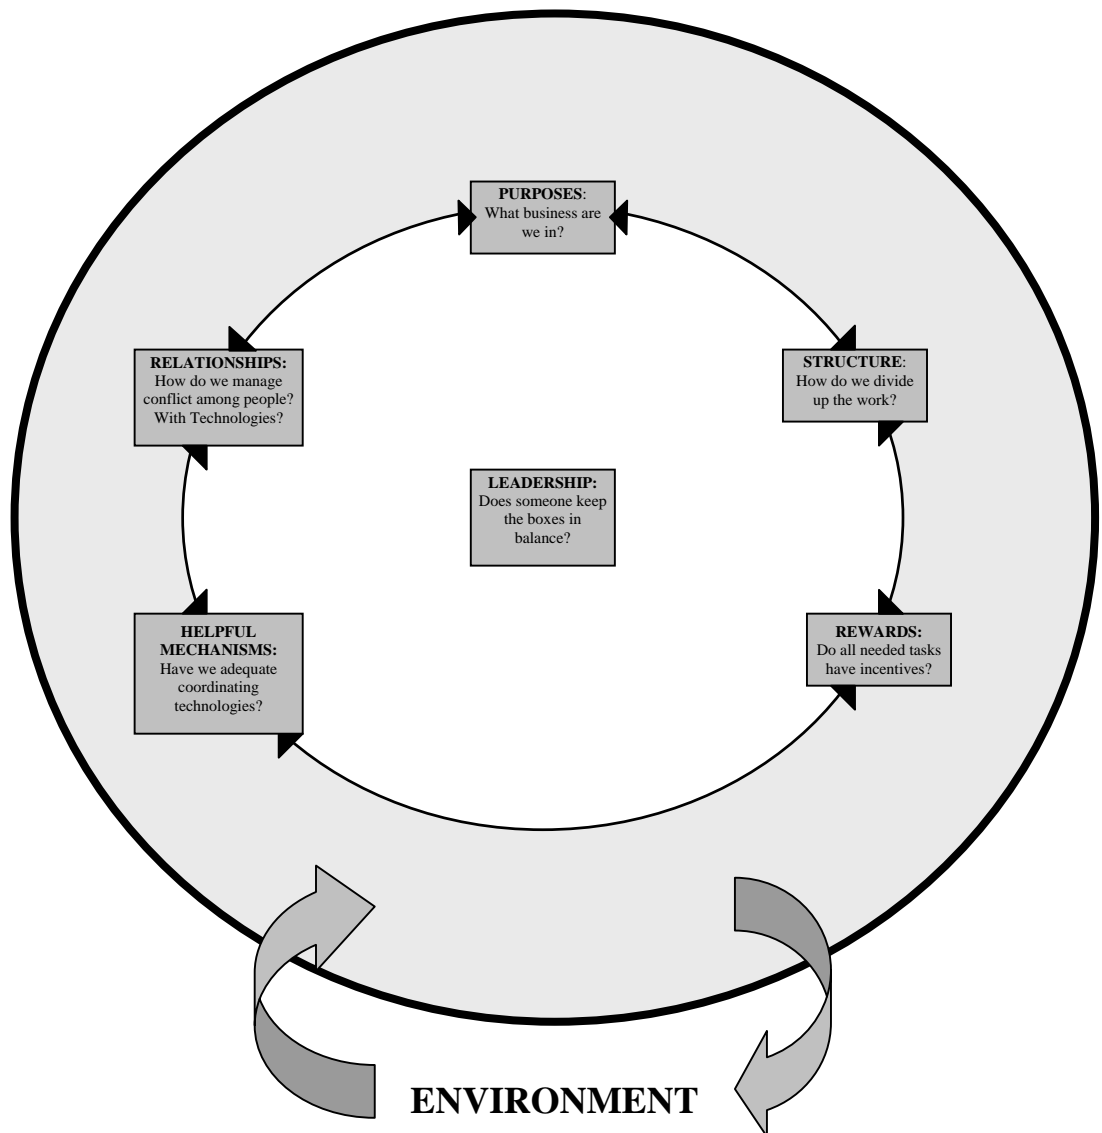 PURPOSES:
What business are
we in?
RELATIONSHIPS:
How do we manage
conflict among people?
With Technologies?
STRUCTURE:
How do we divide
up the work?
LEADERSHIP:
Does someone keep
the boxes in
balance?
HELPFUL
MECHANISMS:
Have we adequate
coordinating
technologies?
REWARDS:
Do all needed tasks
have incentives?
ENVIRONMENT